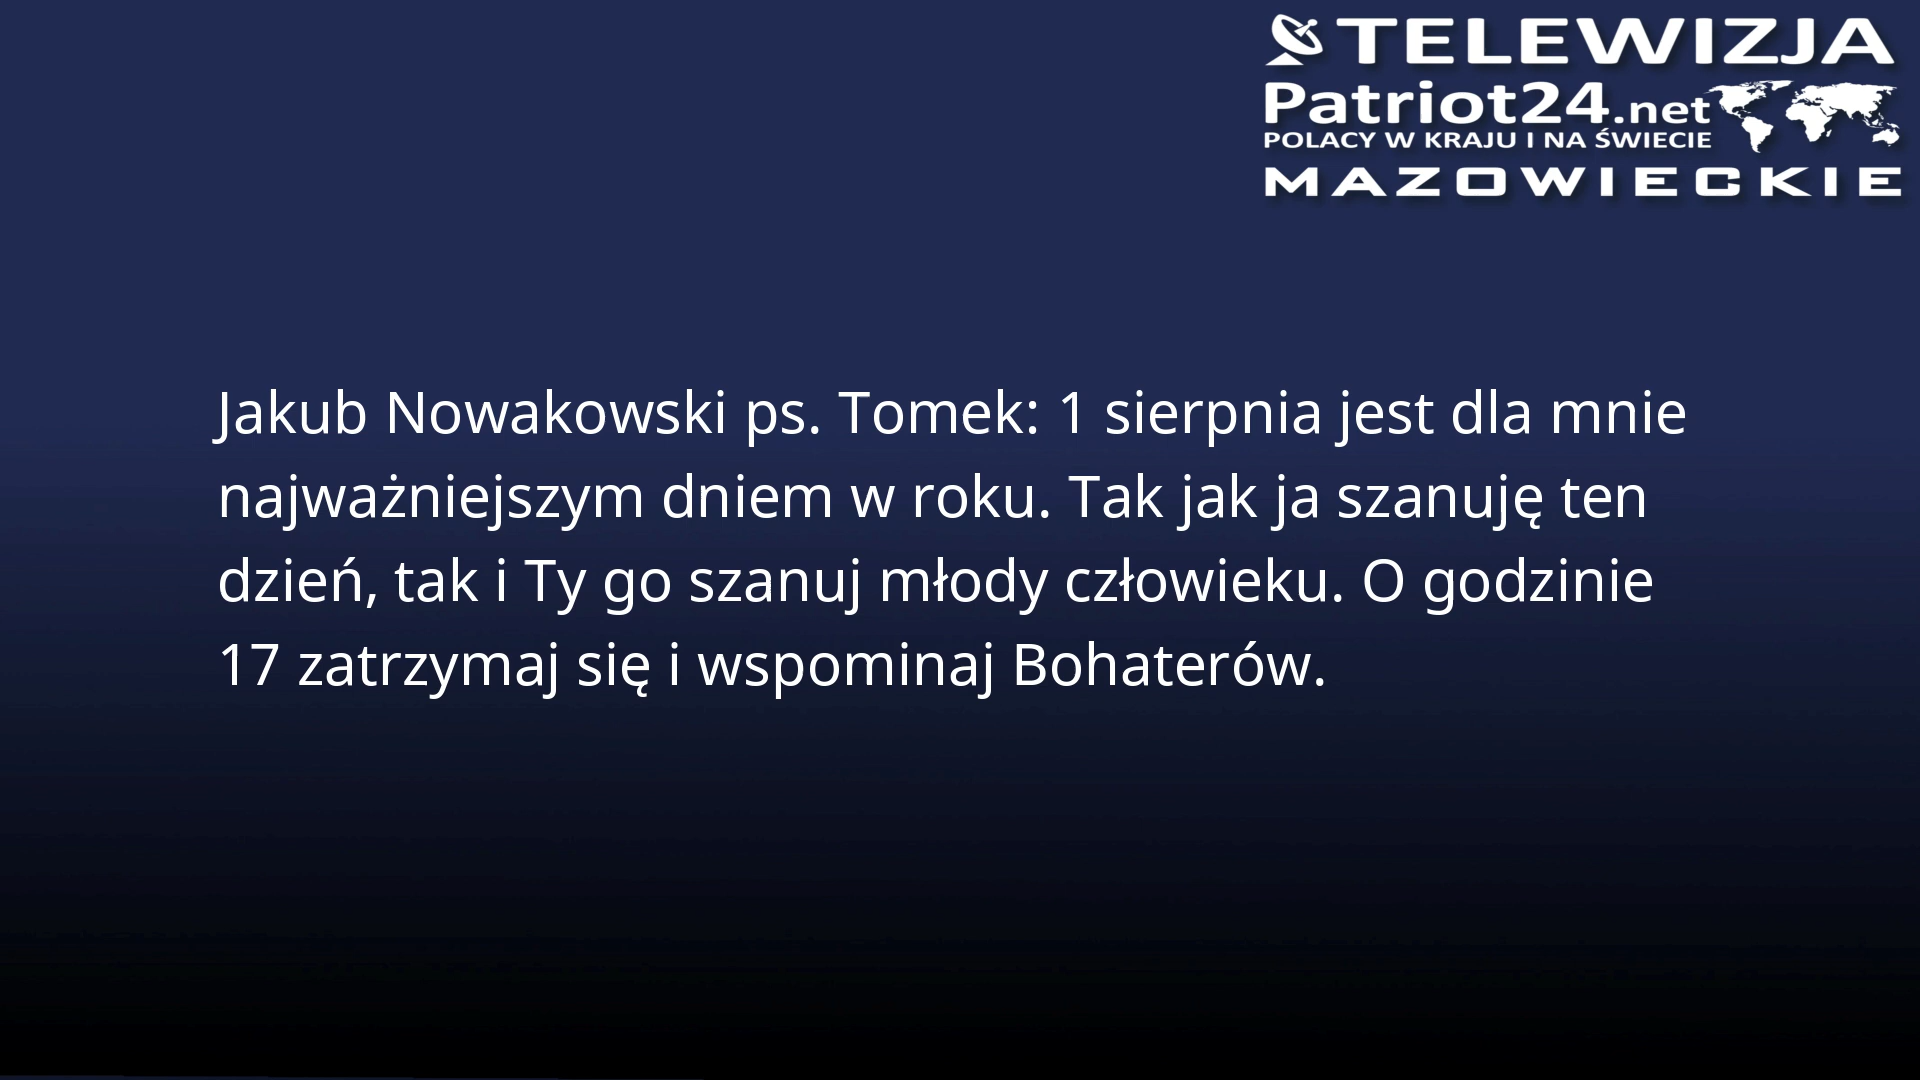 TELEWIZJA
Patriot24.net
POLACY W KRAJU I NA ŚWIECIE
MAZOWIECKIE
Jakub Nowakowski ps. Tomek: 1 sierpnia jest dla mnie
najważniejszym dniem w roku. Tak jak ja szanuję ten
dzień, tak i Ty go szanuj młody człowieku. O godzinie
17 zatrzymaj się i wspominaj Bohaterów.